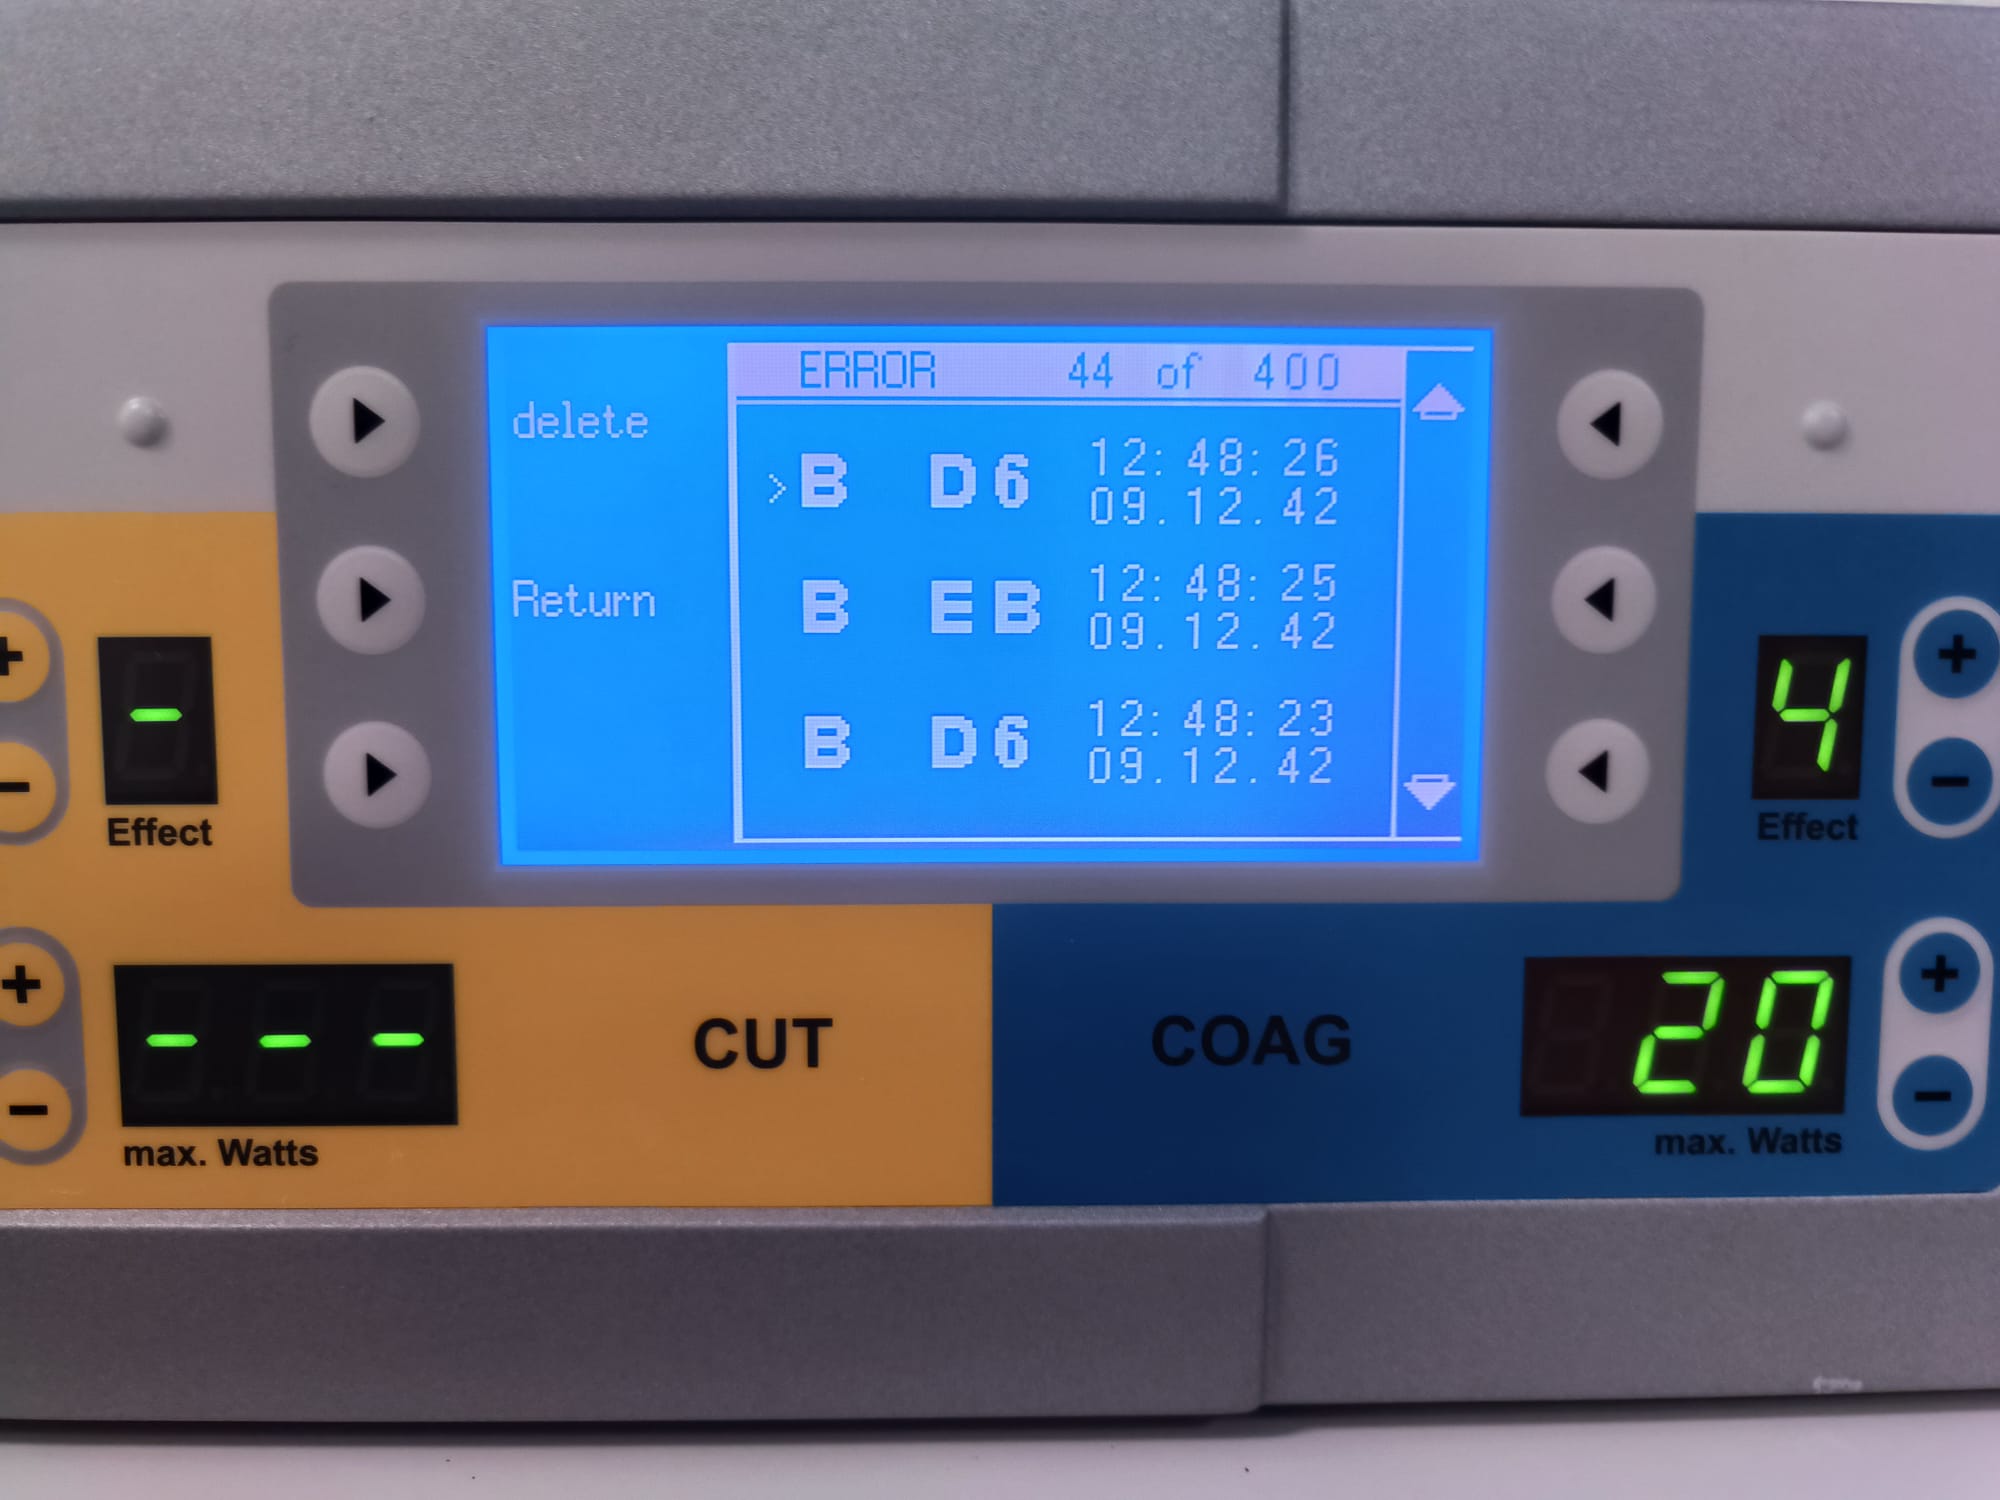 ERROR 44 of 400
delete
>B D6 12:48:26
09.12.42
Return
B EB 12:48:25
09.12.42
B D6 12:48:23
09.12.42
+
-
-
Effect
4
Effect
+
-
+
-
- - -
max. Watts
CUT
COAG
20
max. Watts
+
-